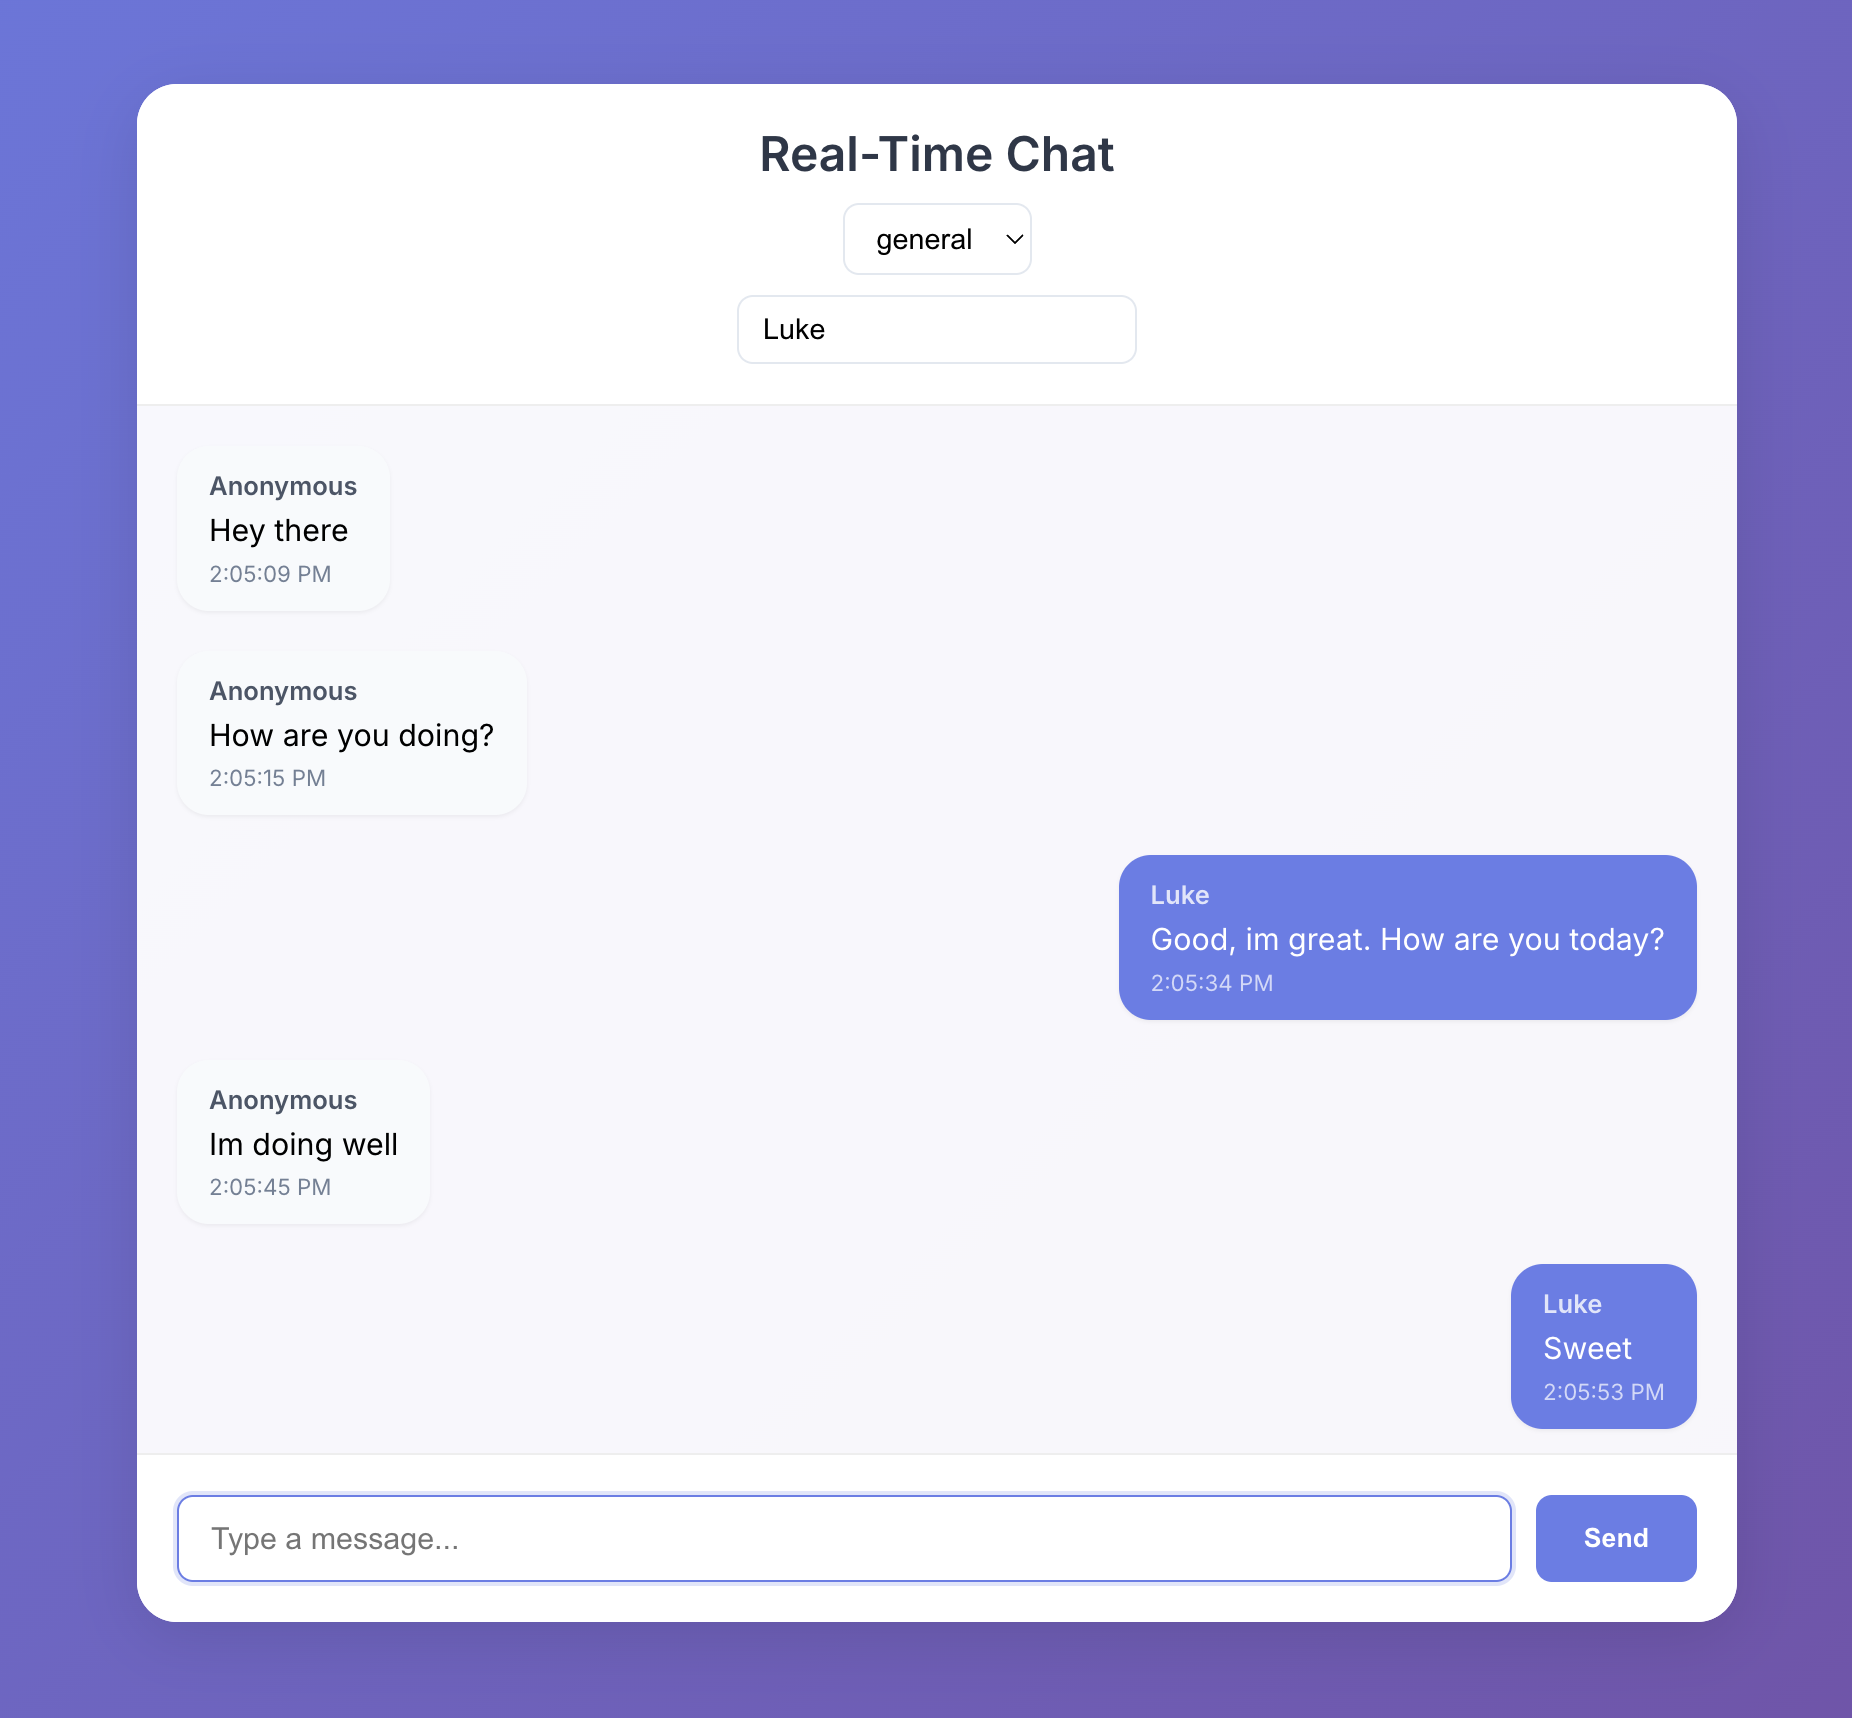 Real-Time Chat
general
Luke
Anonymous
Hey there
2:05:09 PM
Anonymous
How are you doing?
2:05:15 PM
Luke
Good, im great. How are you today?
2:05:34 PM
Anonymous
Im doing well
2:05:45 PM
Luke
Sweet
2:05:53 PM
Type a message...
Send